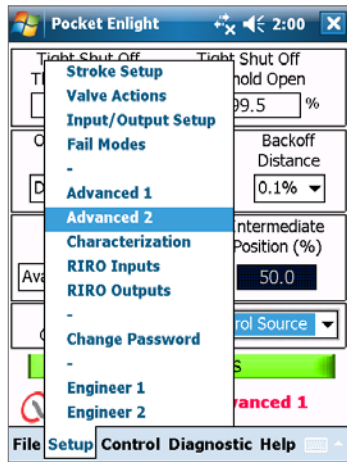 Pocket Enlight 2:00
Tight Shut Off Tight Shut Off
hold Open
99.5 %
Backoff
Distance
0.1%
Intermediate
Position (%)
50.0
rol Source
S
Advanced 1
Stroke Setup
Valve Actions
Input/Output Setup
Fail Modes
-
Advanced 1
Advanced 2
Characterization
RIRO Inputs
RIRO Outputs
-
Change Password
-
Engineer 1
Engineer 2
File Setup Control Diagnostic Help